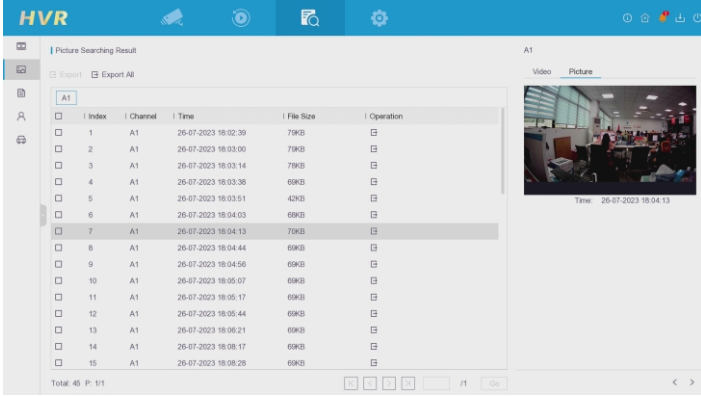 HVR
Picture Searching Result
Export Export All
A1
Index Channel Time File Size Operation
1 A1 26-07-2023 18:02:39 79KB
2 A1 26-07-2023 18:03:00 79KB
3 A1 26-07-2023 18:03:14 78KB
4 A1 26-07-2023 18:03:38 69KB
5 A1 26-07-2023 18:03:51 42KB
6 A1 26-07-2023 18:04:03 68KB
7 A1 26-07-2023 18:04:13 70KB
8 A1 26-07-2023 18:04:44 69KB
9 A1 26-07-2023 18:04:56 69KB
10 A1 26-07-2023 18:05:07 69KB
11 A1 26-07-2023 18:05:17 69KB
12 A1 26-07-2023 18:05:44 69KB
13 A1 26-07-2023 18:06:21 69KB
14 A1 26-07-2023 18:08:17 69KB
15 A1 26-07-2023 18:08:28 69KB
Total: 45 P: 1/1
/1 Go
A1
Video Picture
Time: 26-07-2023 18:04:13